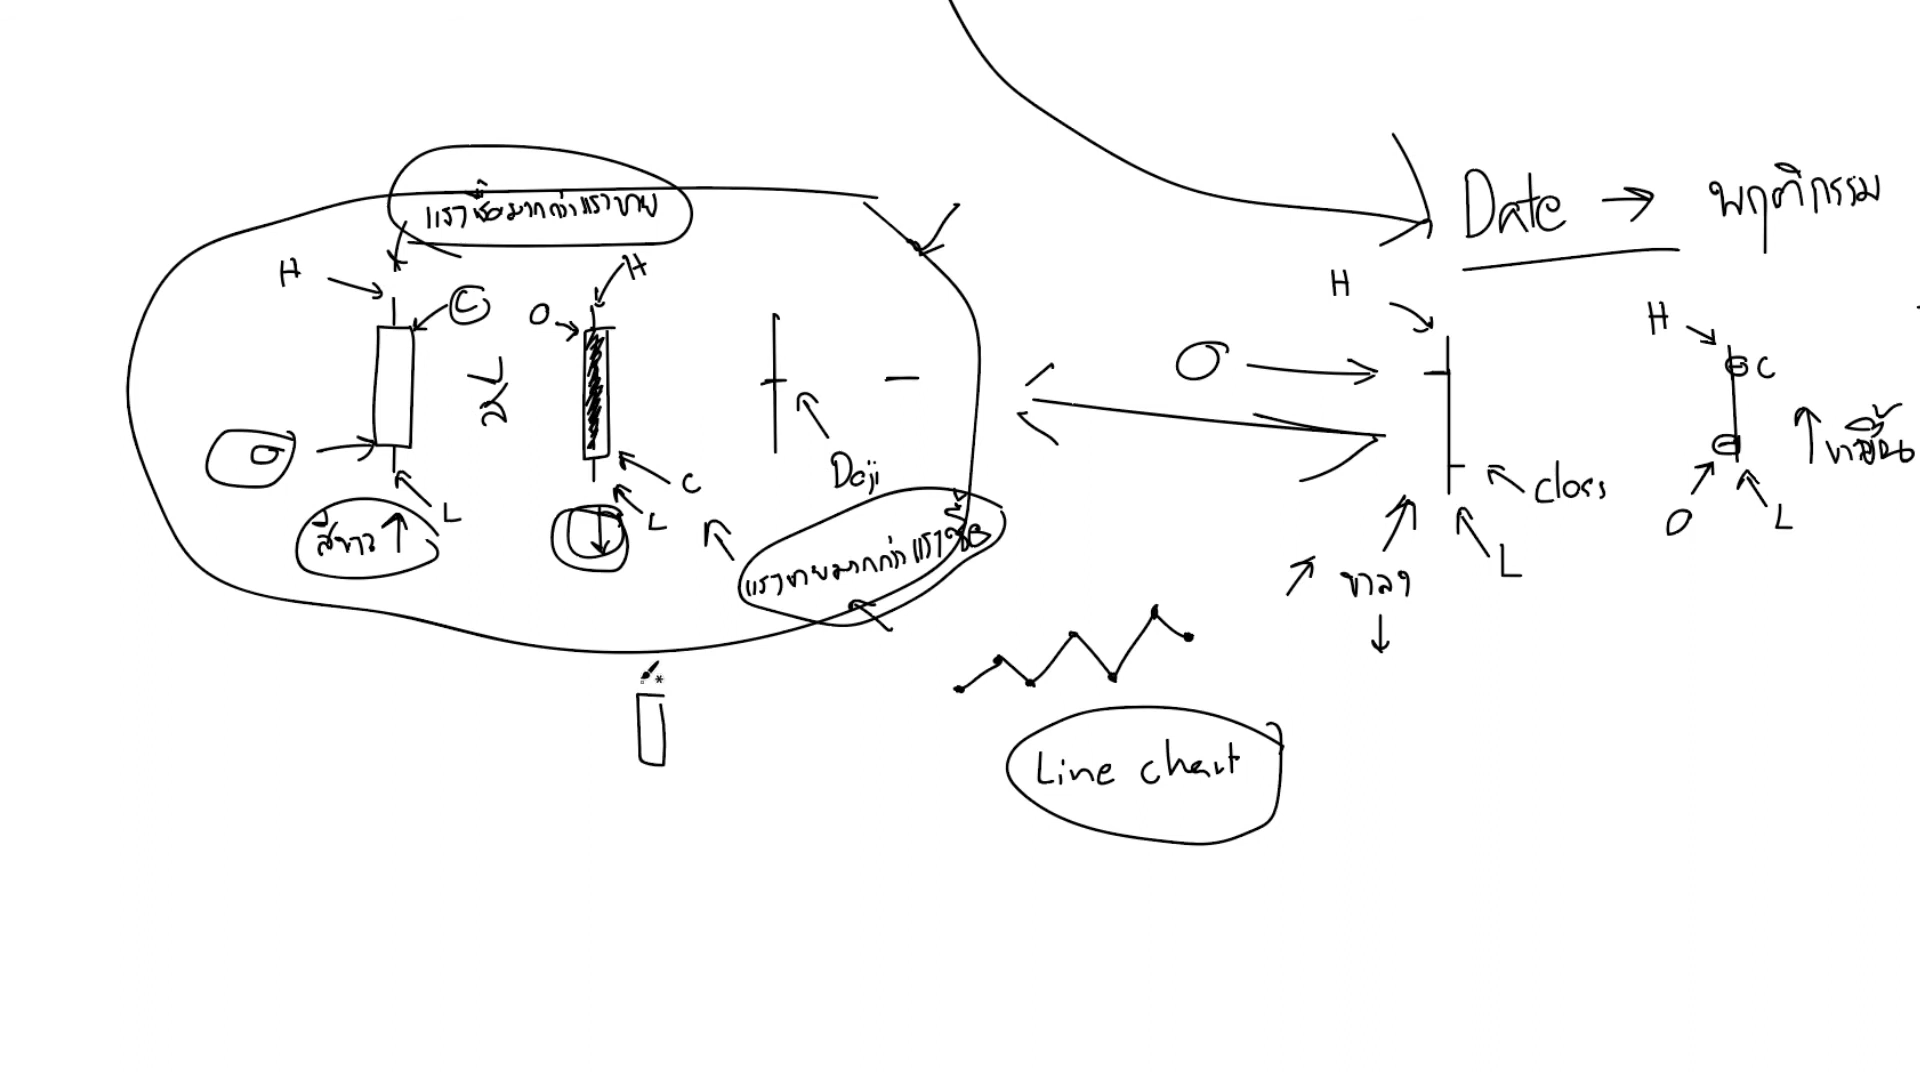 แรงซื้อมากกว่าแรงขาย
H
C
O
L
สีขาว
H
O
C
L
Doji
แรงขายมากกว่าแรงซื้อ
Line chart
Date → พฤติกรรม
H
O
Closs
L
ขาลง
H
C
O
L
ขาขึ้น